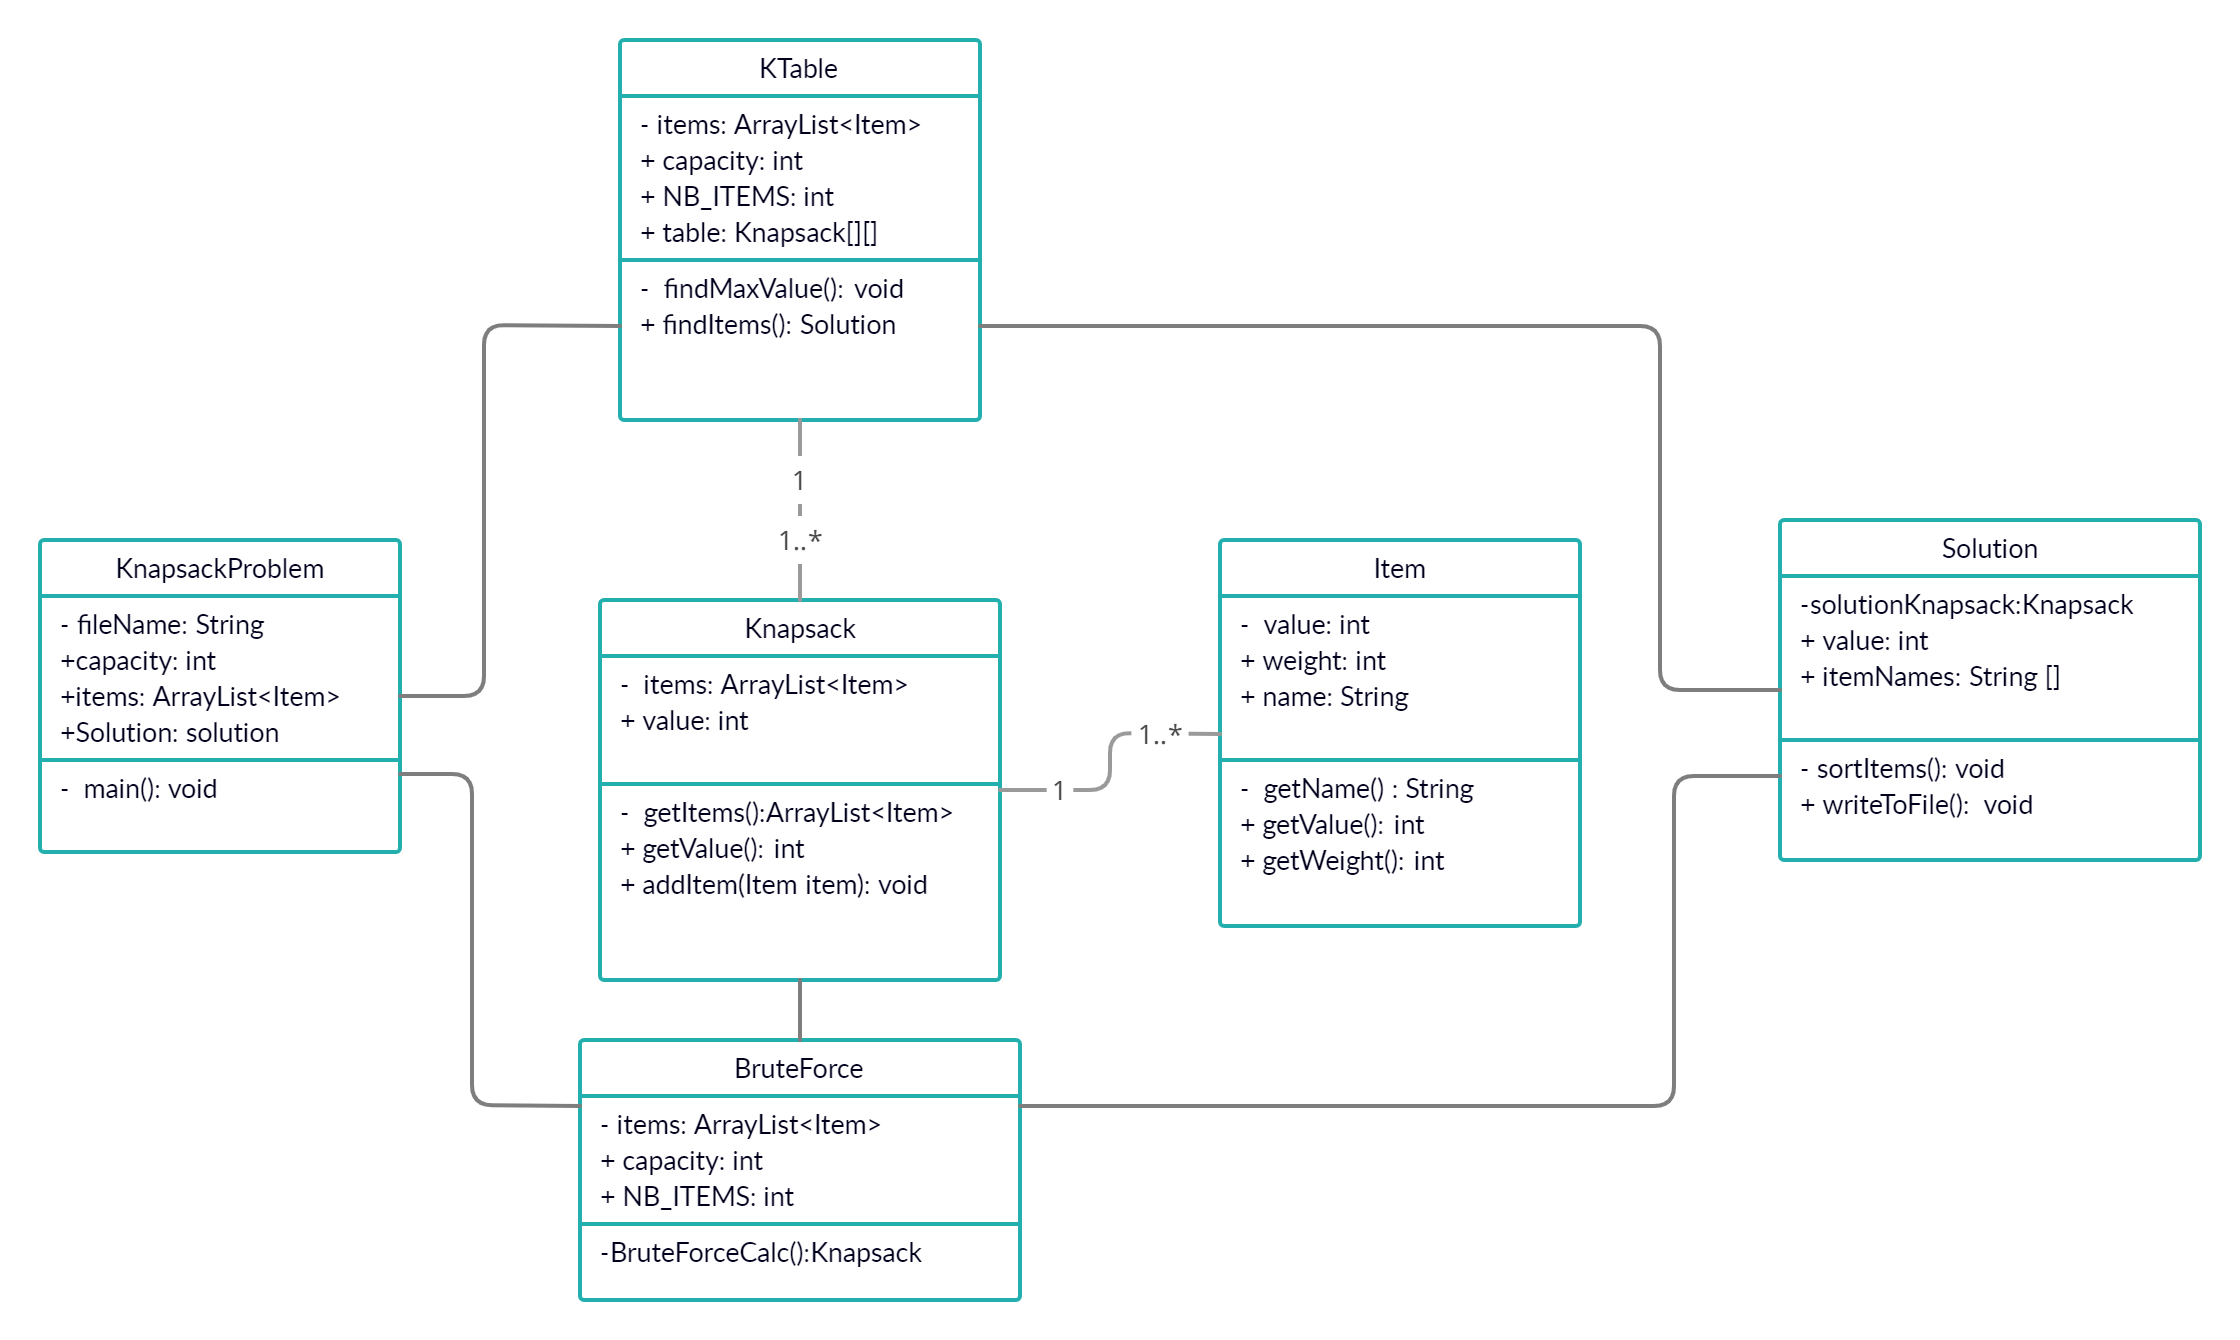 KTable
- items: ArrayList<Item>
+ capacity: int
+ NB_ITEMS: int
+ table: Knapsack[][]
-  findMaxValue():  void
+ findItems(): Solution
1
1..*
KnapsackProblem
- fileName: String
+capacity: int
+items: ArrayList<Item>
+Solution: solution
-  main(): void
Knapsack
-  items: ArrayList<Item>
+ value: int
-  getItems():ArrayList<Item>
+ getValue():  int
+ addItem(Item item): void
1
1..*
Item
-  value: int
+ weight: int
+ name: String
-  getName() : String
+ getValue():  int
+ getWeight():  int
Solution
-solutionKnapsack:Knapsack
+ value: int
+ itemNames: String []
- sortItems(): void
+ writeToFile():  void
BruteForce
- items: ArrayList<Item>
+ capacity: int
+ NB_ITEMS: int
-BruteForceCalc():Knapsack